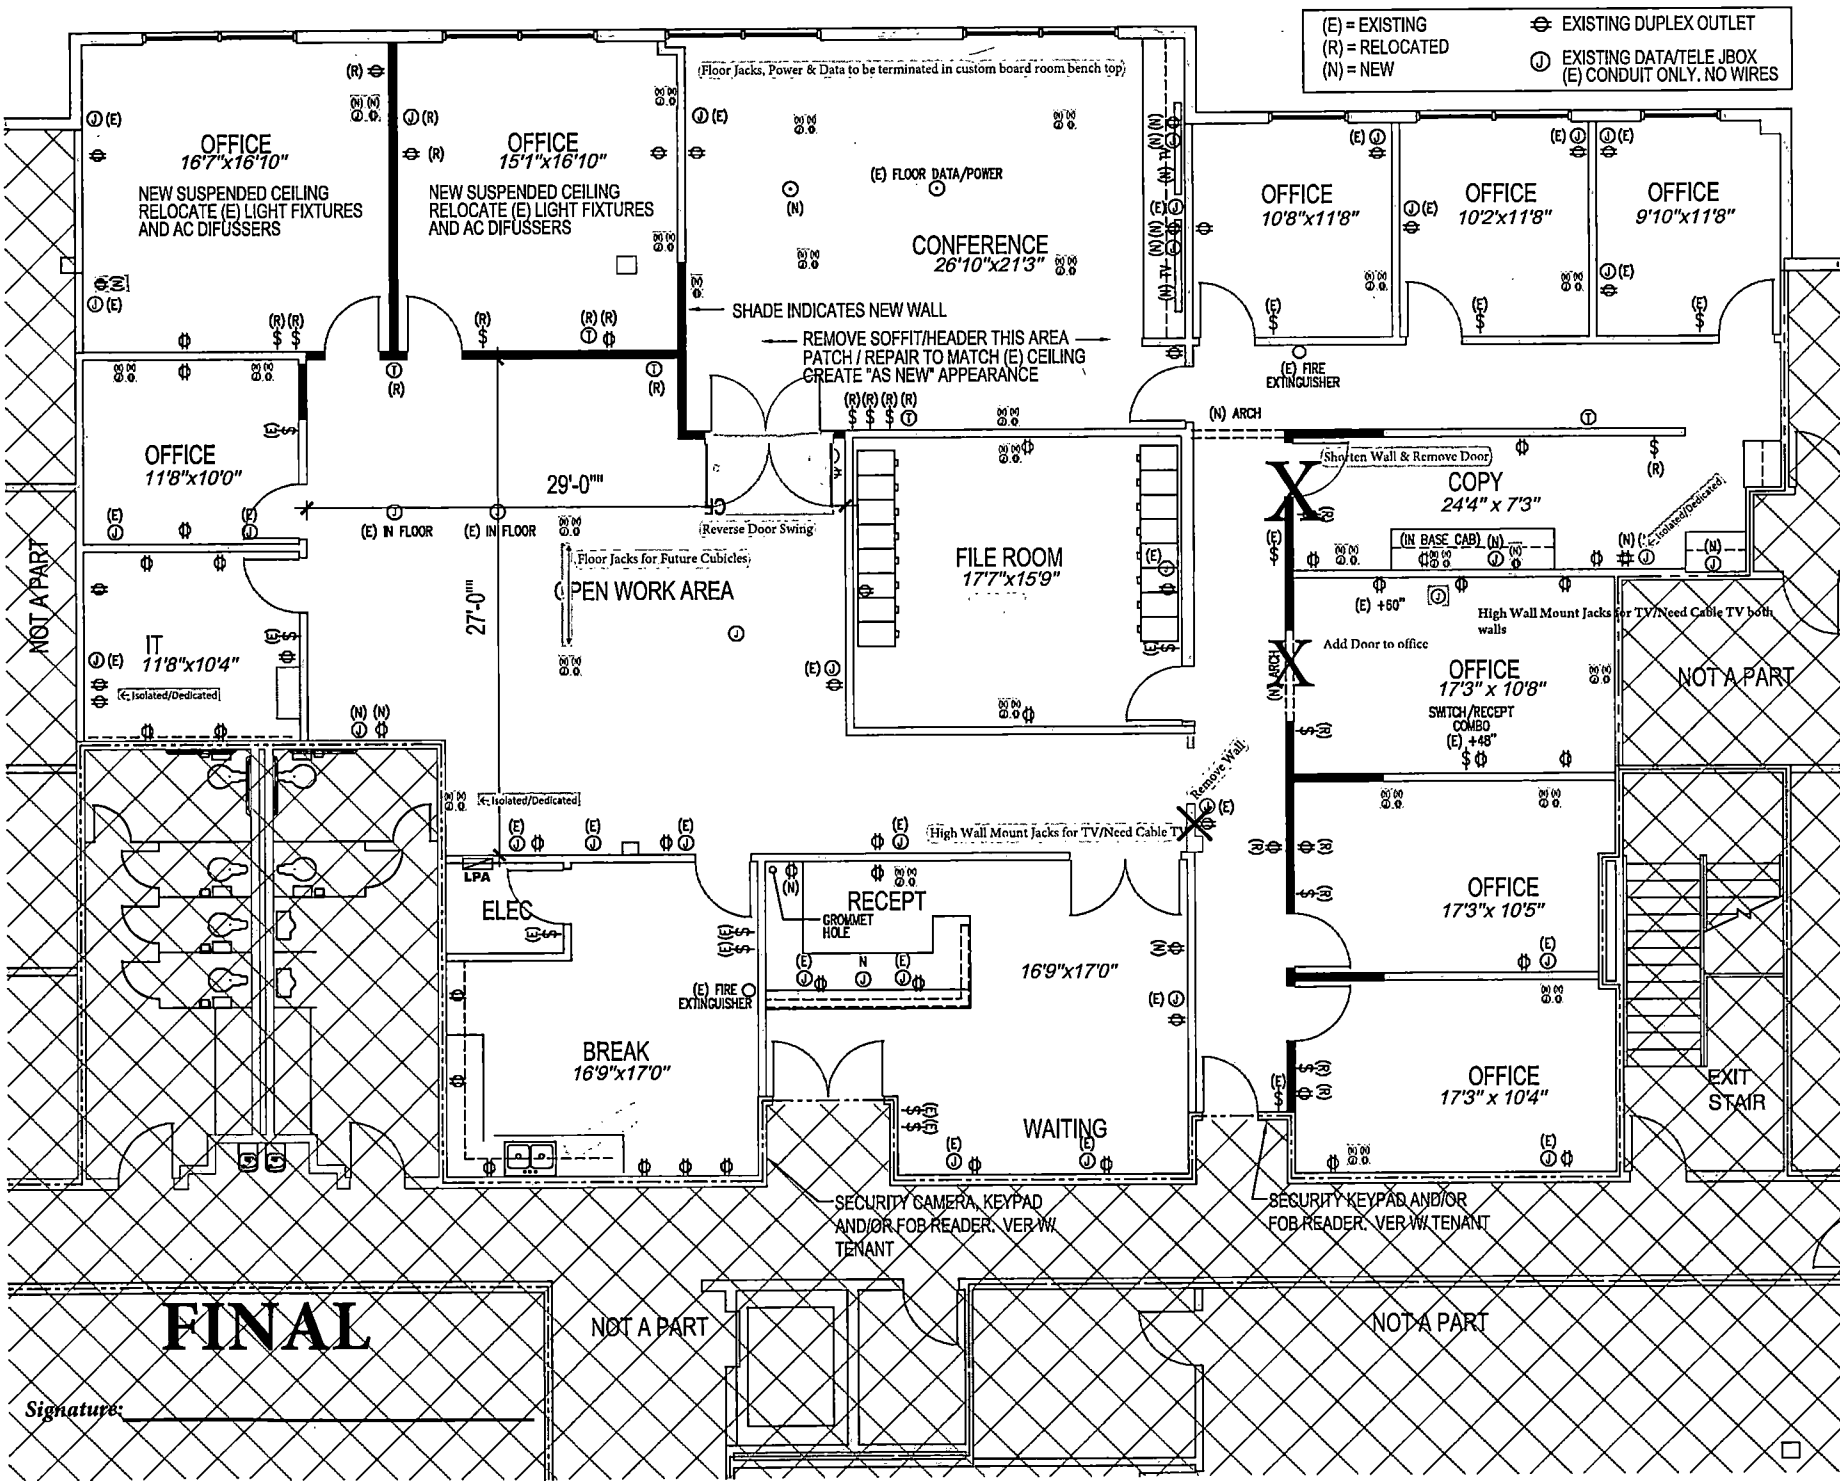 (E) = EXISTING
(R) = RELOCATED
(N) = NEW
EXISTING DUPLEX OUTLET
J EXISTING DATA/TELE JBOX
(E) CONDUIT ONLY. NO WIRES
(Floor Jacks, Power & Data to be terminated in custom board room bench top)
OFFICE
16'7"x16'10"
NEW SUSPENDED CEILING
RELOCATE (E) LIGHT FIXTURES
AND AC DIFUSSERS
OFFICE
15'1"x16'10"
NEW SUSPENDED CEILING
RELOCATE (E) LIGHT FIXTURES
AND AC DIFUSSERS
(E) FLOOR DATA/POWER
(N)
CONFERENCE
26'10"x21'3"
(N) TV
(N) TV
OFFICE
10'8"x11'8"
OFFICE
10'2'x11'8"
OFFICE
9'10"x11'8"
SHADE INDICATES NEW WALL
REMOVE SOFFIT/HEADER THIS AREA
PATCH / REPAIR TO MATCH (E) CEILING
CREATE "AS NEW" APPEARANCE
(E) FIRE
EXTINGUISHER
(R)(R)(R)(R)
(N) ARCH
Shorten Wall & Remove Door
OFFICE
11'8"x10'0"
29'-0""
(E) IN FLOOR
(E) IN FLOOR
(Reverse Door Swing)
Floor Jacks for Future Cubicles
OPEN WORK AREA
27'-0""
FILE ROOM
17'7"x15'9"
COPY
24'4" x 7'3"
Isolated/Dedicated
(IN BASE CAB) (N)
(N)
NOT A PART
IT
11'8"x10'4"
Isolated/Dedicated
(E) +60"
High Wall Mount Jacks for TV/Need Cable TV both
walls
Add Door to office
(N) ARCH
OFFICE
17'3" x 10'8"
SWITCH/RECEPT
COMBO
(E) +48"
NOT A PART
(N) (N)
Remove Wall
Isolated/Dedicated
High Wall Mount Jacks for TV/Need Cable TV
LPA
ELEC
RECEPT
(N)
GROMMET
HOLE
(E) N (E)
16'9"x17'0"
OFFICE
17'3"x 10'5"
(E) FIRE
EXTINGUISHER
BREAK
16'9"x17'0"
WAITING
OFFICE
17'3" x 10'4"
EXIT
STAIR
SECURITY CAMERA, KEYPAD
AND/OR FOB READER. VER W/
TENANT
SECURITY KEYPAD AND/OR
FOB READER. VER W/ TENANT
FINAL
Signature:
NOT A PART
NOT A PART